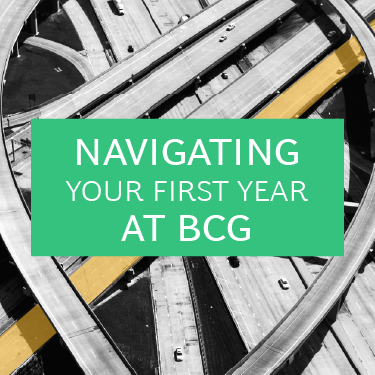 NAVIGATING
YOUR FIRST YEAR
AT BCG